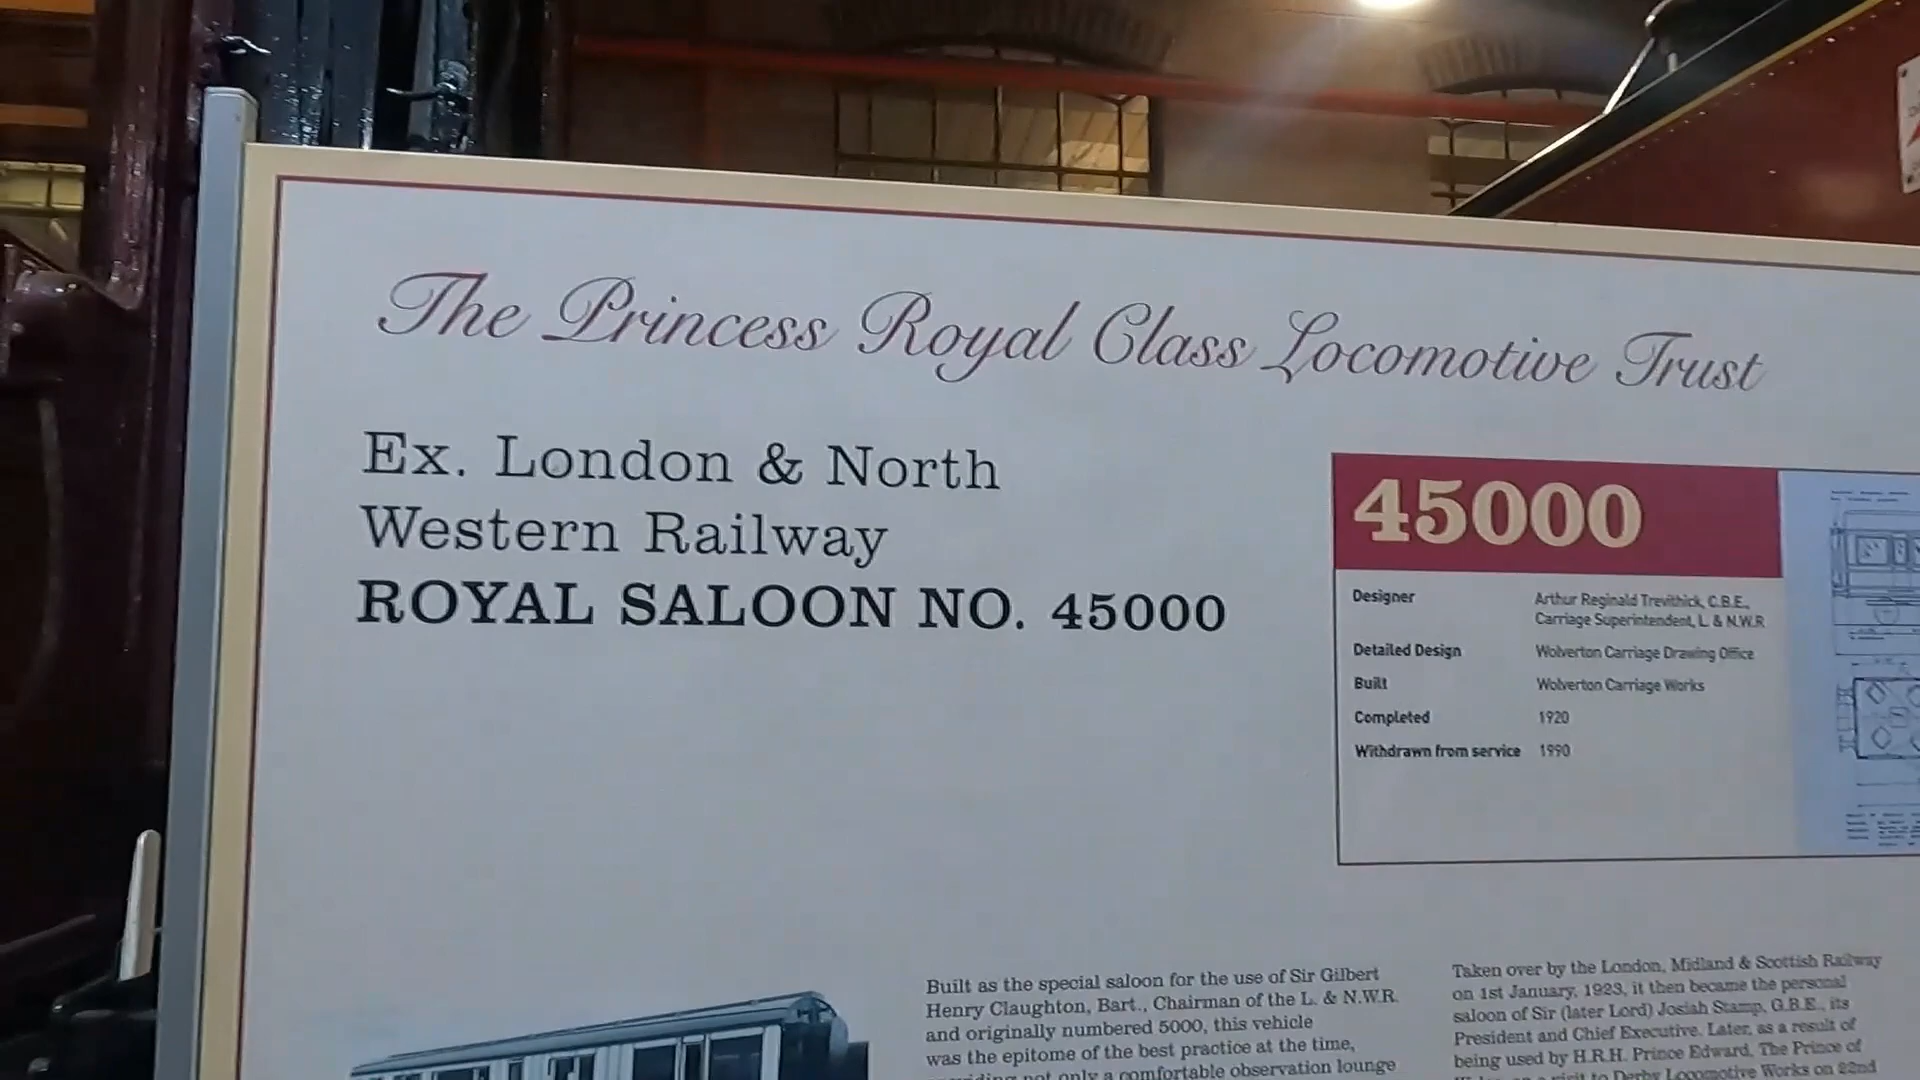 The Princess Royal Class Locomotive Trust
Ex. London & North
Western Railway
ROYAL SALOON NO. 45000
45000
Designer Arthur Reginald Trevithick, C.B.E.,
Carriage Superintendent, L & N.W.R
Detailed Design Wolverton Carriage Drawing Office
Built Wolverton Carriage Works
Completed 1920
Withdrawn from service 1990
Built as the special saloon for the use of Sir Gilbert
Henry Claughton, Bart., Chairman of the L. & N.W.R.
and originally numbered 5000, this vehicle
was the epitome of the best practice at the time,
not only a comfortable observation lounge
Taken over by the London, Midland & Scottish Railway
on 1st January, 1923, it then became the personal
saloon of Sir (later Lord) Josiah Stamp, G.B.E., its
President and Chief Executive. Later, as a result of
being used by H.R.H. Prince Edward, The Prince of
visit to Derby Locomotive Works on 22nd